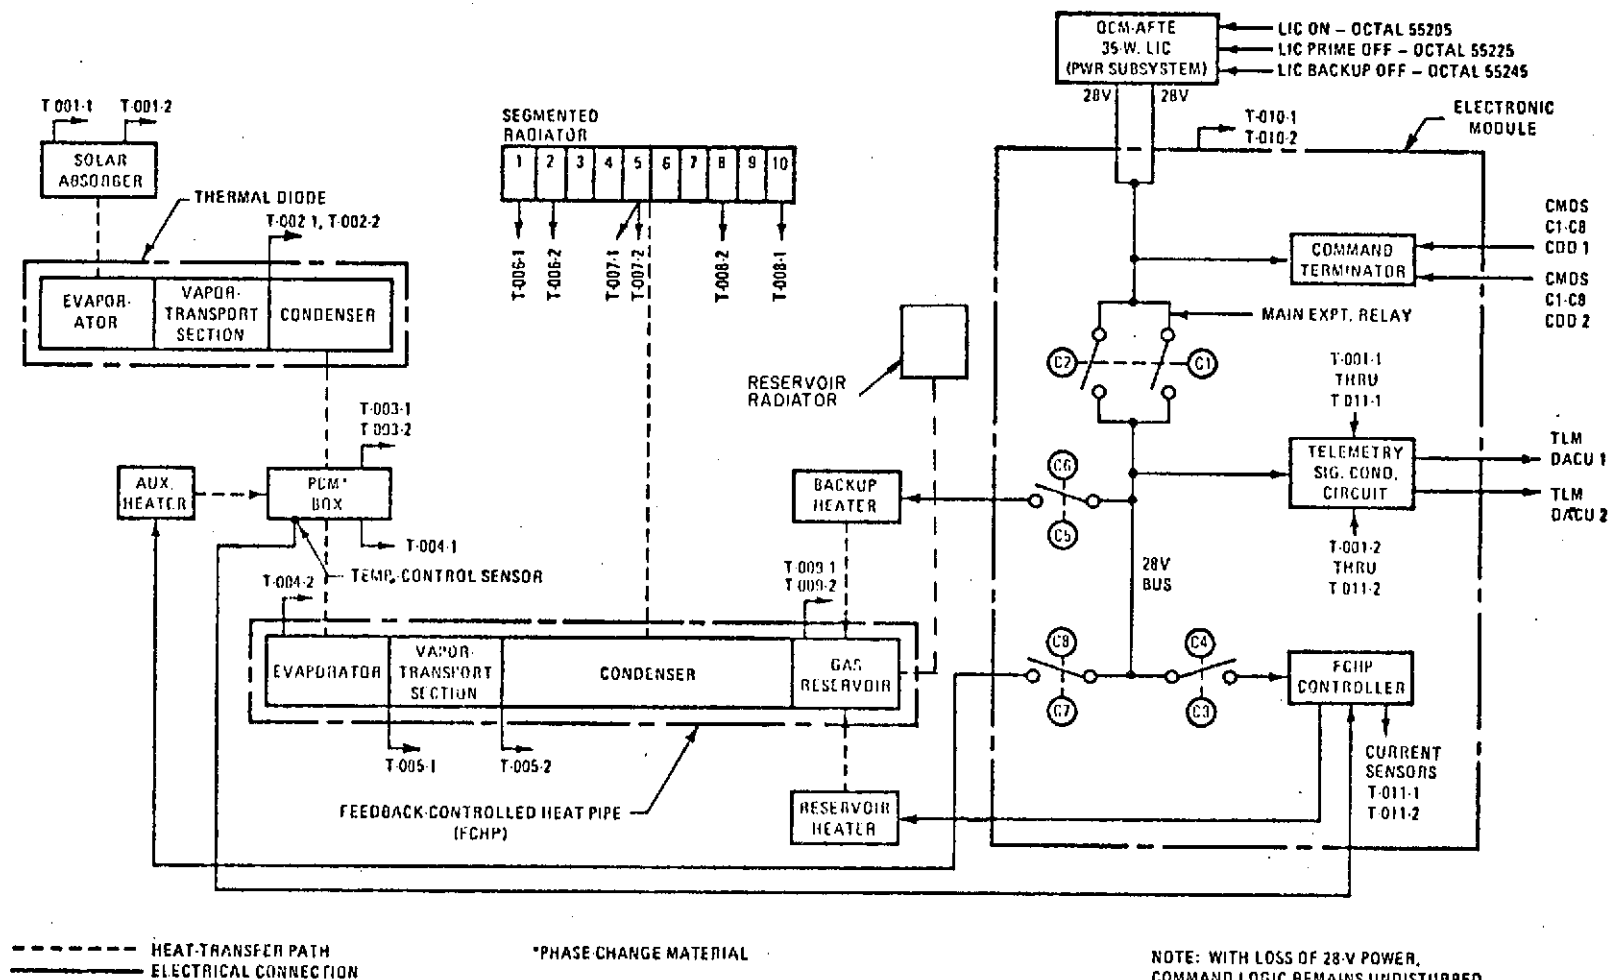 OCM-AFTE
35-W. LIC
(PWR SUBSYSTEM)
LIC ON – OCTAL 55205
LIC PRIME OFF – OCTAL 55225
LIC BACKUP OFF – OCTAL 55245
28V
28V
T-010-1
T-010-2
ELECTRONIC
MODULE
T 001-1
T-001-2
SOLAR
ABSORGER
THERMAL DIODE
T-002 1, T-002-2
EVAPOR-
ATOR
VAPOR-
TRANSPORT
SECTION
CONDENSER
SEGMENTED
RADIATOR
1 2 3 4 5 6 7 8 9 10
T-006-1
T-006-2
T-007-1
T-007-2
T-008-2
T-008-1
RESERVOIR
RADIATOR
CMDS
C1-C8
CDD 1
COMMAND
TERMINATOR
CMDS
C1-C8
CDD 2
MAIN EXPT. RELAY
C2
C1
T-001-1
THRU
T 011-1
TELEMETRY
SIG. COND.
CIRCUIT
TLM
DACU 1
TLM
DACU 2
T-001-2
THRU
T 011-2
T-003-1
T 003-2
AUX.
HEATER
PCM*
BOX
T-004-1
TEMP.-CONTROL SENSOR
T-004-2
BACKUP
HEATER
C6
C5
28V
BUS
T-009-1
T-009-2
EVAPORATOR
VAPOR-
TRANSPORT
SECTION
CONDENSER
GAS
RESERVOIR
C8
C7
C4
C3
FCHP
CONTROLLER
T-005-1
T-005-2
CURRENT
SENSORS
T-011-1
T-011-2
FEEDBACK-CONTROLLED HEAT PIPE
(FCHP)
RESERVOIR
HEATER
HEAT-TRANSFER PATH
ELECTRICAL CONNECTION
*PHASE-CHANGE MATERIAL
NOTE: WITH LOSS OF 28-V POWER,
COMMAND LOGIC REMAINS UNDISTURBED